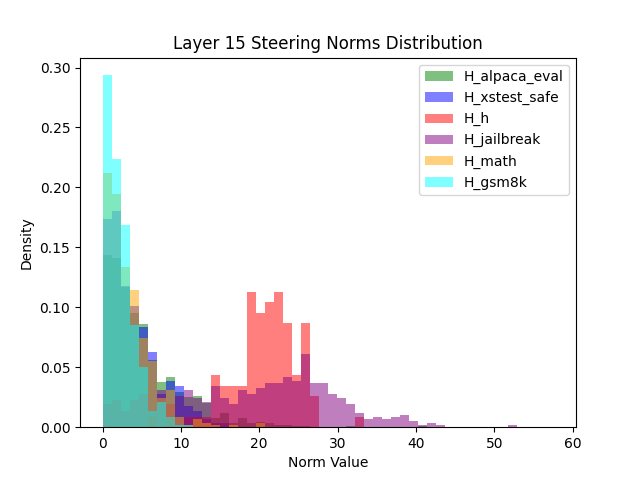 Layer 15 Steering Norms Distribution
0.30
0.25
0.20
0.15
0.10
0.05
0.00
Density
H_alpaca_eval
H_xstest_safe
H_h
H_jailbreak
H_math
H_gsm8k
0 10 20 30 40 50 60
Norm Value